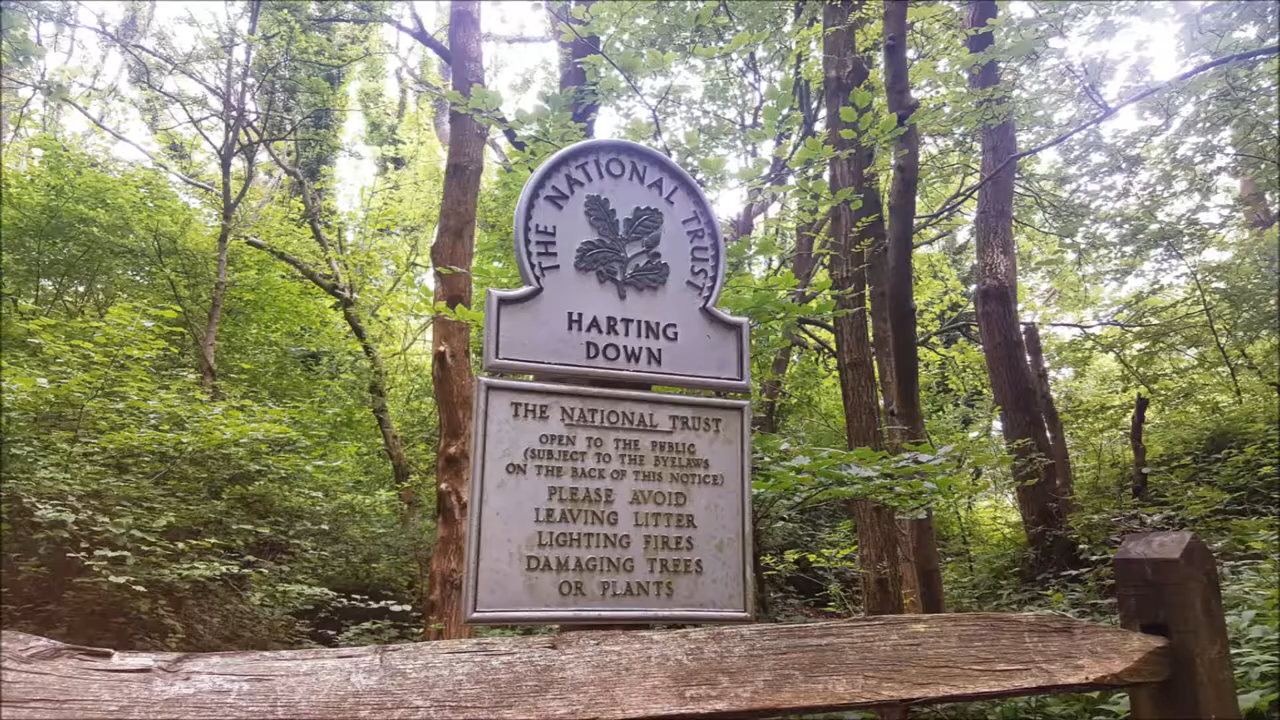 THE NATIONAL TRUST
HARTING
DOWN
THE NATIONAL TRUST
OPEN TO THE PUBLIC
(SUBJECT TO THE BYELAWS
ON THE BACK OF THIS NOTICE)
PLEASE AVOID
LEAVING LITTER
LIGHTING FIRES
DAMAGING TREES
OR PLANTS